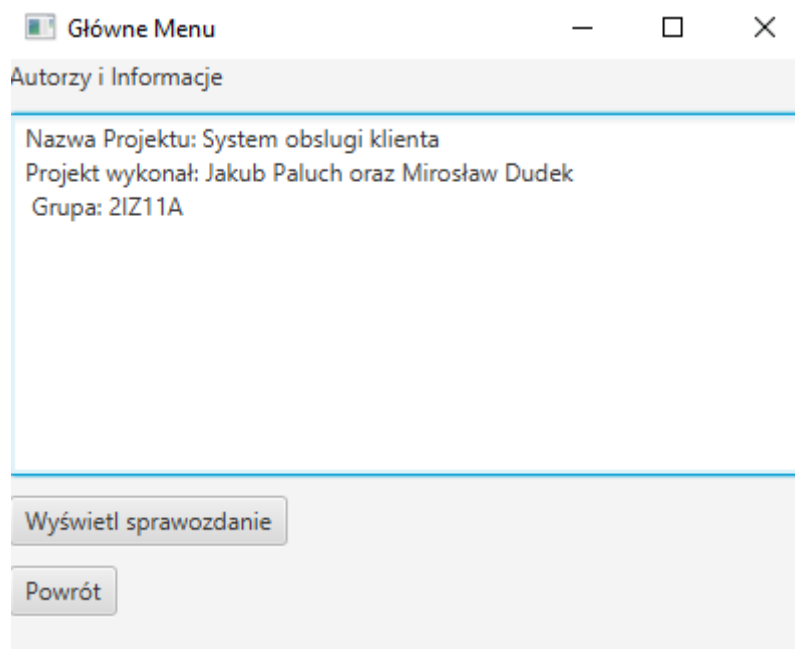 Główne Menu
Autorzy i Informacje
Nazwa Projektu: System obslugi klienta
Projekt wykonał: Jakub Paluch oraz Mirosław Dudek
Grupa: 2IZ11A
Wyświetl sprawozdanie
Powrót